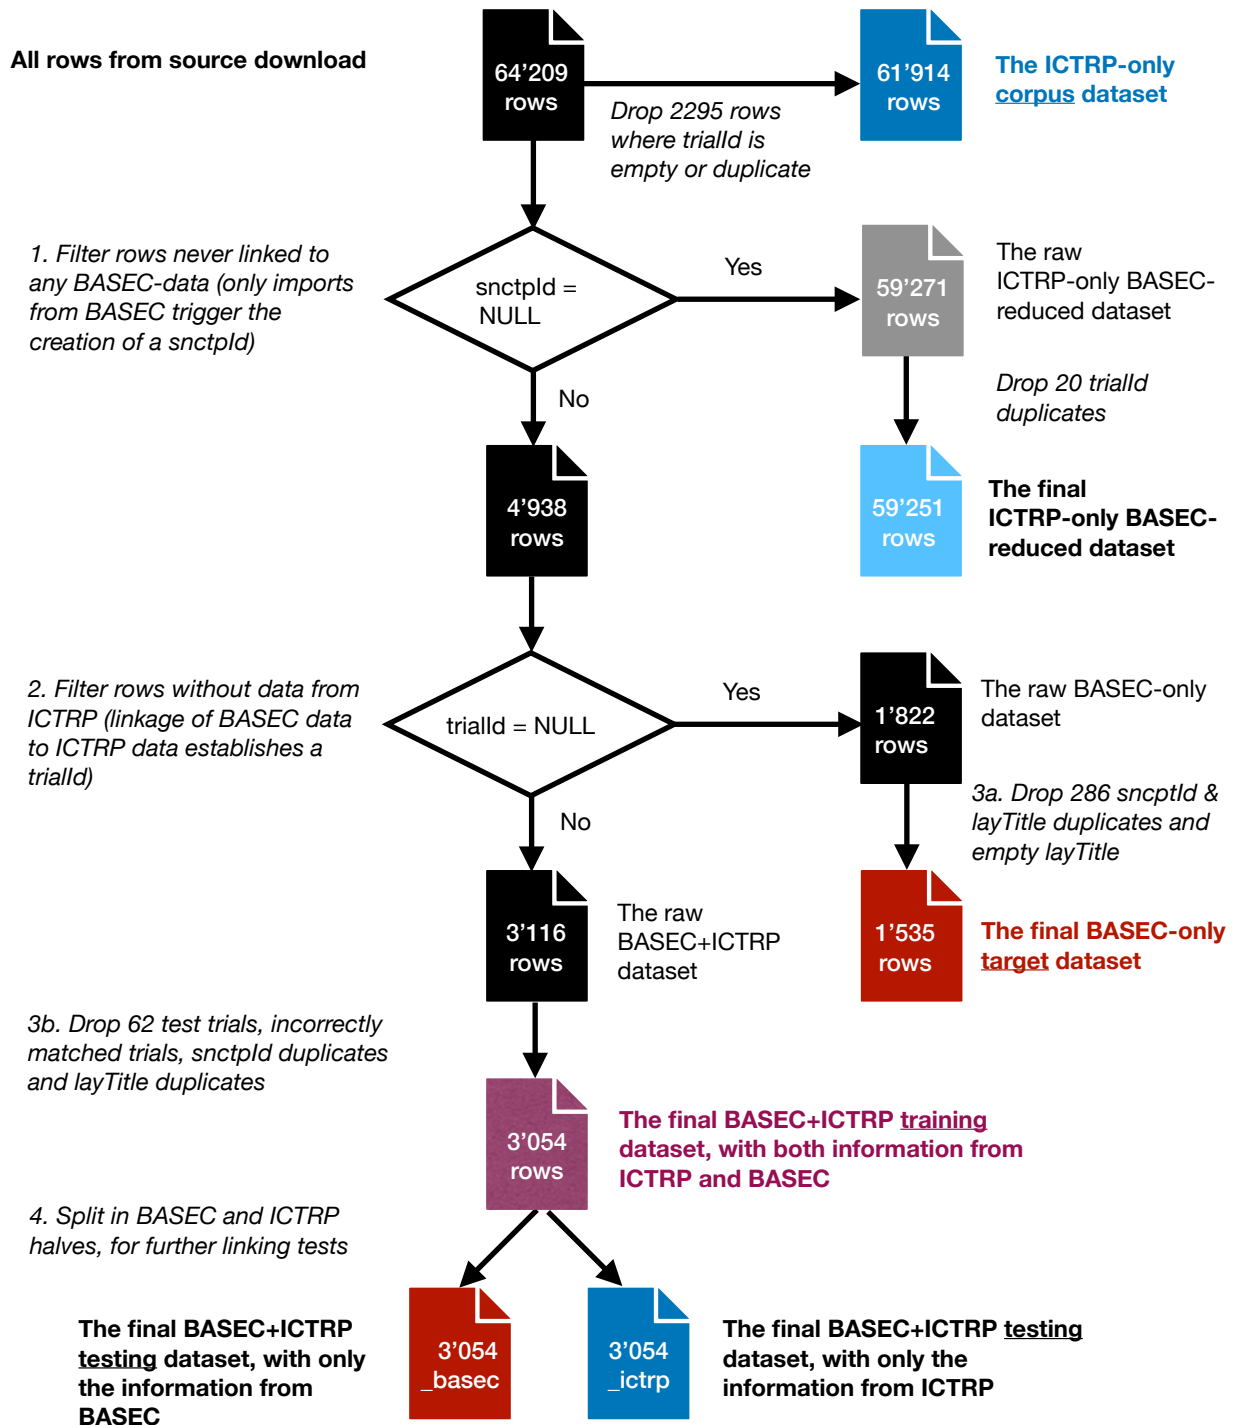 All rows from source download
64’209
rows
Drop 2295 rows
where trialId is
empty or duplicate
61’914
rows
The ICTRP-only
corpus dataset
1. Filter rows never linked to
any BASEC-data (only imports
from BASEC trigger the
creation of a snctpId)
snctpId =
NULL
Yes
59’271
rows
The raw
ICTRP-only BASEC-
reduced dataset
Drop 20 trialId
duplicates
No
4’938
rows
59’251
rows
The final
ICTRP-only BASEC-
reduced dataset
2. Filter rows without data from
ICTRP (linkage of BASEC data
to ICTRP data establishes a
trialId)
trialId = NULL
Yes
1’822
rows
The raw BASEC-only
dataset
3a. Drop 286 sncptId &
layTitle duplicates and
empty layTitle
No
3’116
rows
The raw
BASEC+ICTRP
dataset
1’535
rows
The final BASEC-only
target dataset
3b. Drop 62 test trials, incorrectly
matched trials, snctpId duplicates
and layTitle duplicates
3’054
rows
The final BASEC+ICTRP training
dataset, with both information from
ICTRP and BASEC
4. Split in BASEC and ICTRP
halves, for further linking tests
The final BASEC+ICTRP
testing dataset, with only
the information from
BASEC
3’054
_basec
3’054
_ictrp
The final BASEC+ICTRP testing
dataset, with only the
information from ICTRP